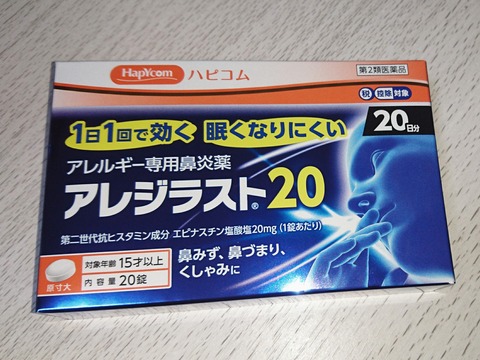 HapYcom ハピコム
第2類医薬品
税 控除 対象
1日1回で効く 眠くなりにくい
20日分
アレルギー専用鼻炎薬
アレジラスト®20
第二世代抗ヒスタミン成分 エピナスチン塩酸塩20mg (1錠あたり)
鼻みず、鼻づまり、
くしゃみに
対象年齢 15才以上
内容量 20錠
原寸大